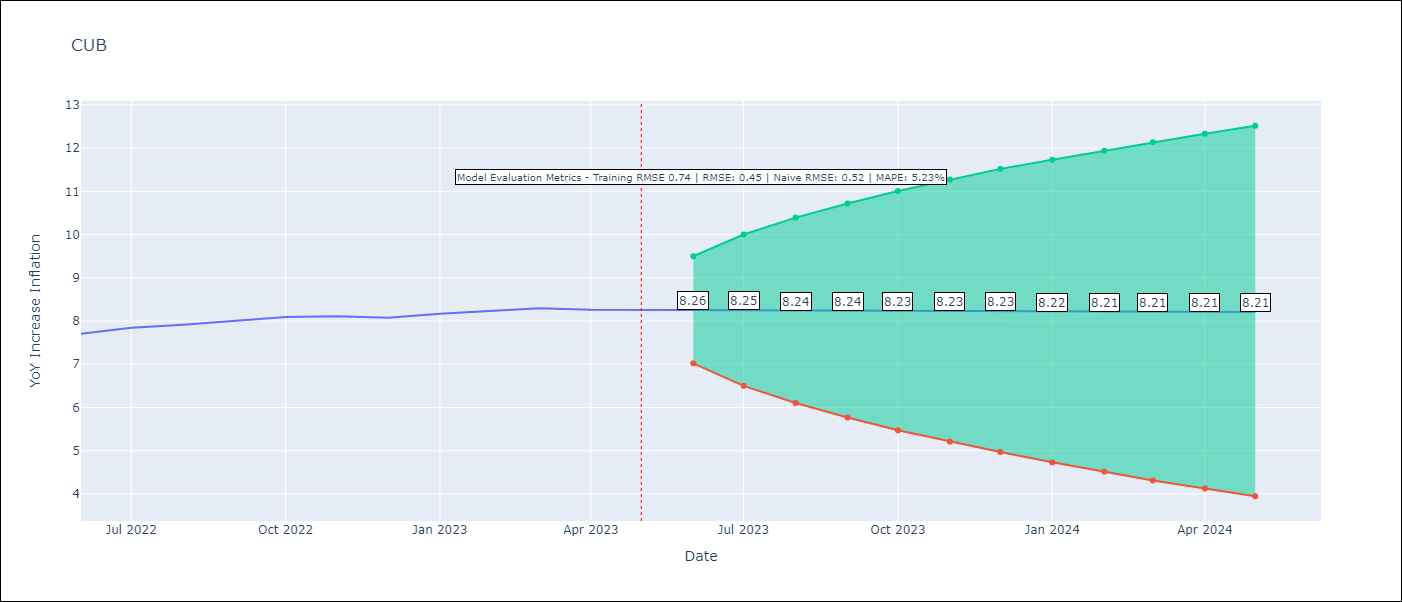 CUB
13
12
11
10
9
8
7
6
5
4
YoY Increase Inflation
Model Evaluation Metrics - Training RMSE 0.74 | RMSE: 0.45 | Naive RMSE: 0.52 | MAPE: 5.23%
8.26 8.25 8.24 8.24 8.23 8.23 8.23 8.22 8.21 8.21 8.21 8.21
Jul 2022 Oct 2022 Jan 2023 Apr 2023 Jul 2023 Oct 2023 Jan 2024 Apr 2024
Date